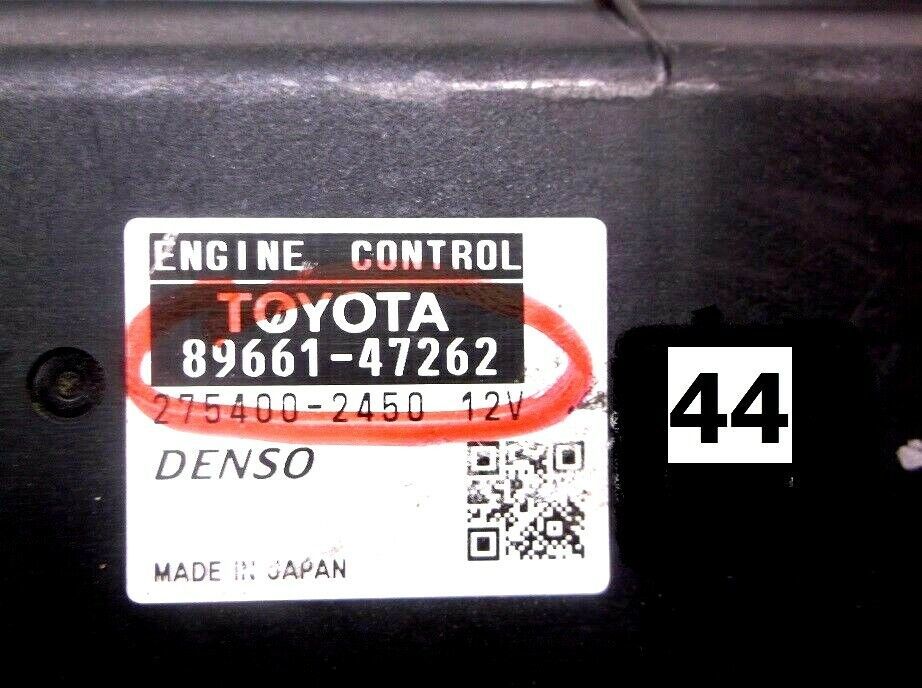 ENGINE CONTROL
TOYOTA
89661-47262
275400-2450 12V
DENSO
MADE IN JAPAN
44